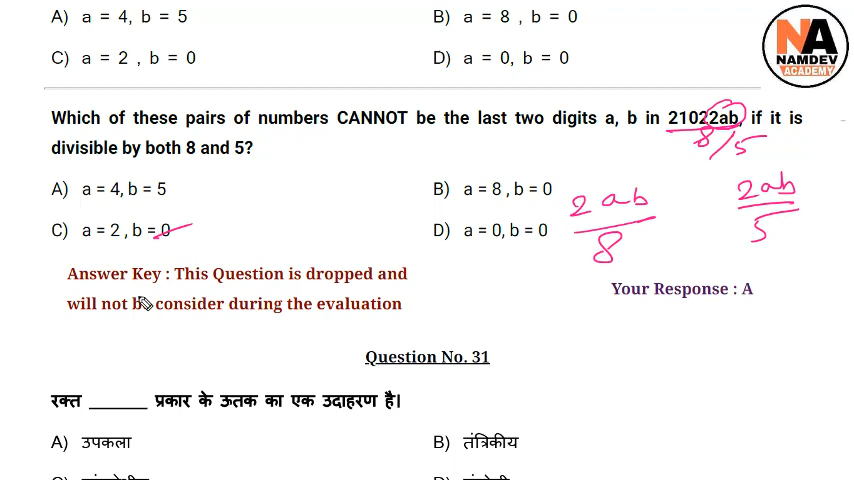 A) a = 4, b = 5
B) a = 8 , b = 0
C) a = 2 , b = 0
D) a = 0, b = 0
NA
NAMDEV
ACADEMY
Which of these pairs of numbers CANNOT be the last two digits a, b in 21022ab, if it is
divisible by both 8 and 5?
8/5
A) a = 4, b = 5
B) a = 8 , b = 0
C) a = 2 , b = 0
D) a = 0, b = 0
2ab
8
2ab
5
Answer Key : This Question is dropped and
will not be consider during the evaluation
Your Response : A
Question No. 31
रक्त ______ प्रकार के ऊतक का एक उदाहरण है।
A) उपकला
B) तंत्रिकीय